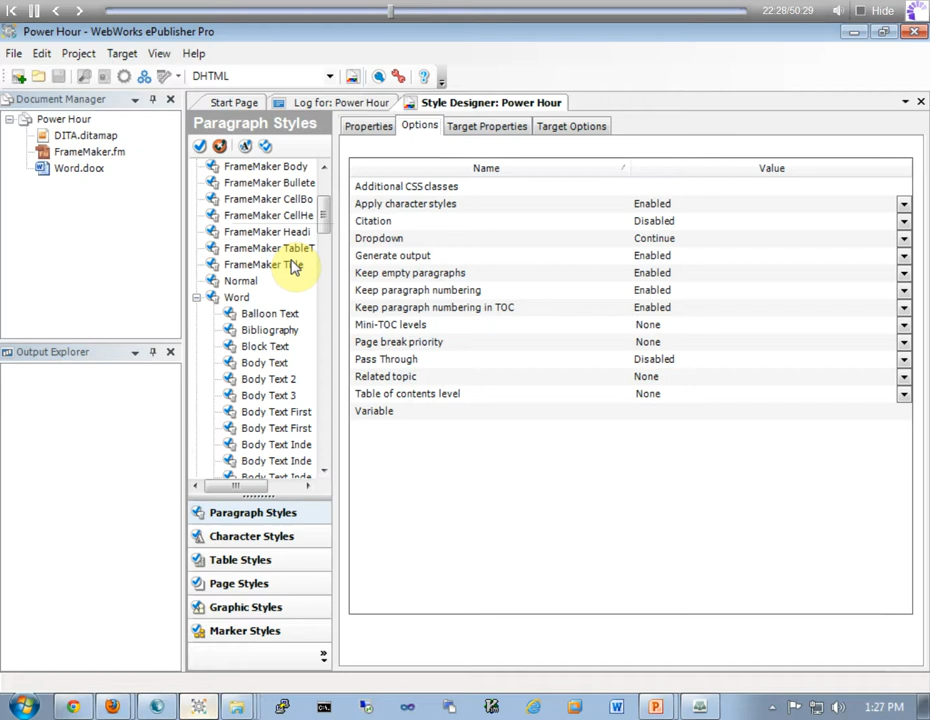 22:28/50:29 Hide
Power Hour - WebWorks ePublisher Pro
File Edit Project Target View Help
DHTML
Document Manager
Start Page Log for: Power Hour Style Designer: Power Hour
Power Hour
DITA.ditamap
FrameMaker.fm
Word.docx
Output Explorer
Paragraph Styles
FrameMaker Body
FrameMaker Bullete
FrameMaker CellBo
FrameMaker CellHe
FrameMaker Headi
FrameMaker TableT
FrameMaker
Normal
Word
Balloon Text
Bibliography
Block Text
Body Text
Body Text 2
Body Text 3
Body Text First
Body Text First
Body Text Inde
Body Text Inde
Body Text Inde
Paragraph Styles
Character Styles
Table Styles
Page Styles
Graphic Styles
Marker Styles
Properties Options Target Properties Target Options
Name Value
Additional CSS classes
Apply character styles Enabled
Citation Disabled
Dropdown Continue
Generate output Enabled
Keep empty paragraphs Enabled
Keep paragraph numbering Enabled
Keep paragraph numbering in TOC Enabled
Mini-TOC levels None
Page break priority None
Pass Through Disabled
Related topic None
Table of contents level None
Variable
1:27 PM